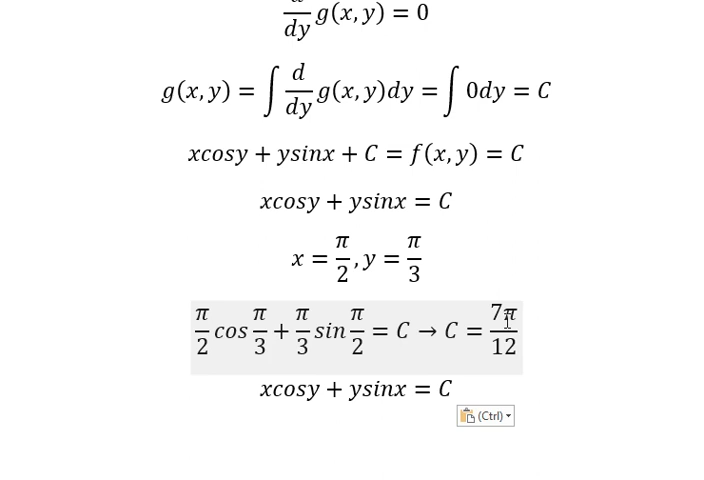 d/dy g(x, y) = 0
g(x, y) = ∫ d/dy g(x, y)dy = ∫ 0dy = C
xcosy + ysinx + C = f(x, y) = C
xcosy + ysinx = C
x = π/2, y = π/3
π/2 cos π/3 + π/3 sin π/2 = C → C = 7π/12
xcosy + ysinx = C
(Ctrl)